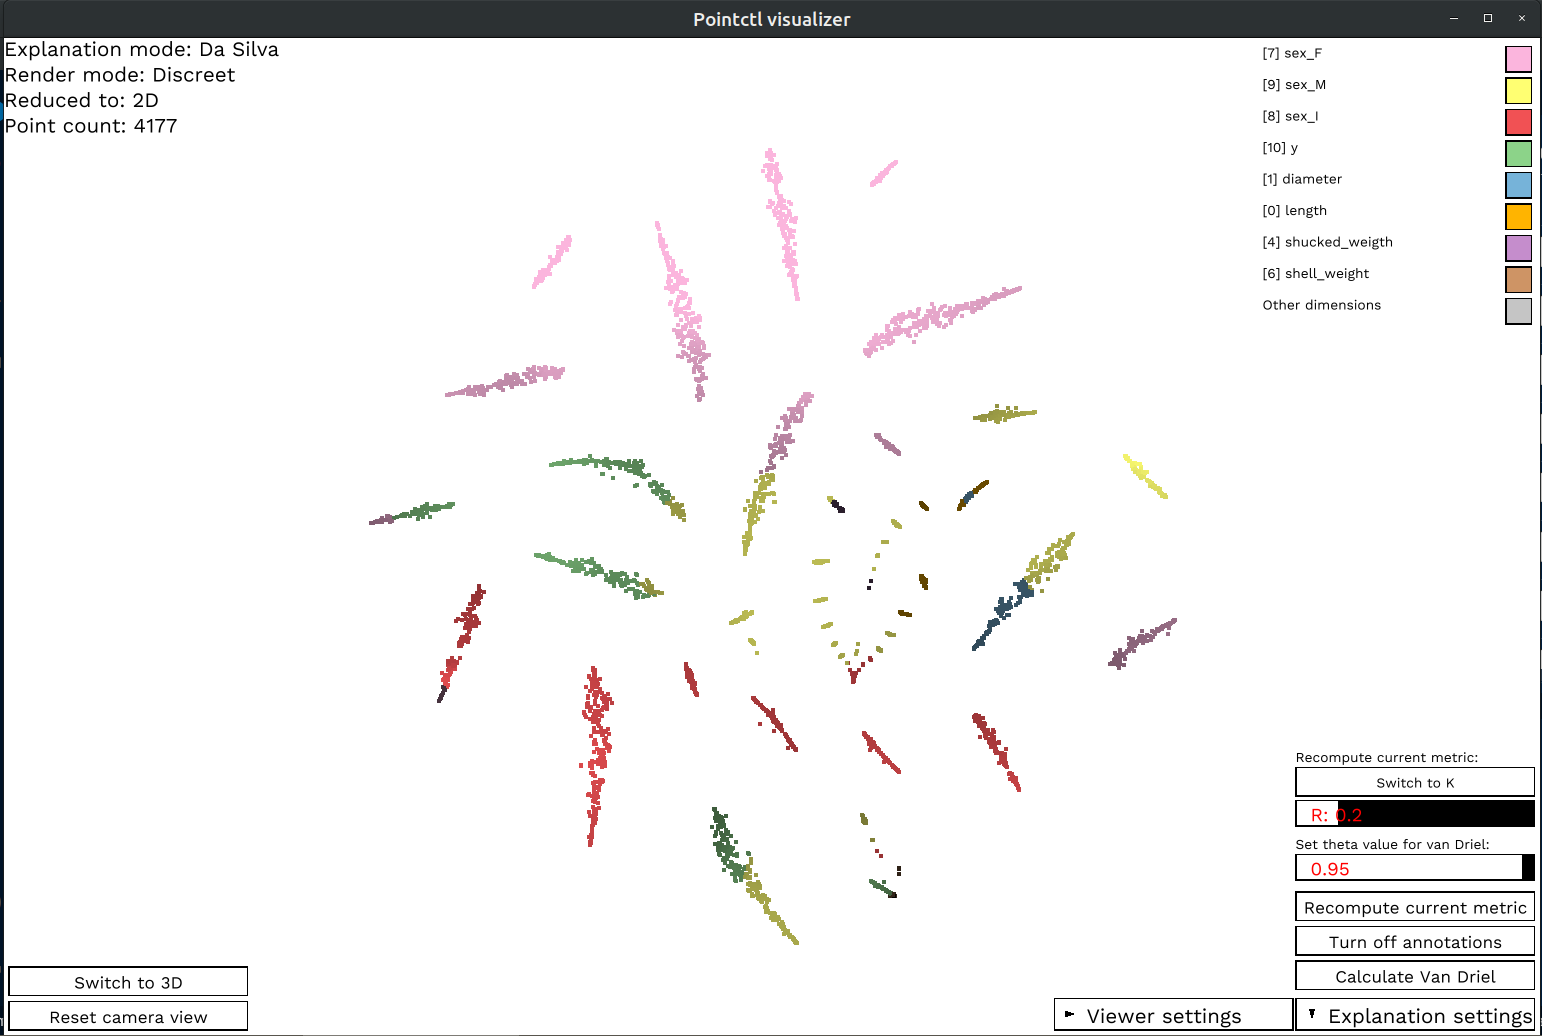 Pointctl visualizer
Explanation mode: Da Silva
Render mode: Discreet
Reduced to: 2D
Point count: 4177
[7] sex_F
[9] sex_M
[8] sex_I
[10] y
[1] diameter
[0] length
[4] shucked_weigth
[6] shell_weight
Other dimensions
Recompute current metric:
Switch to K
R: 0.2
Set theta value for van Driel:
0.95
Recompute current metric
Turn off annotations
Calculate Van Driel
Switch to 3D
Reset camera view
Viewer settings
Explanation settings